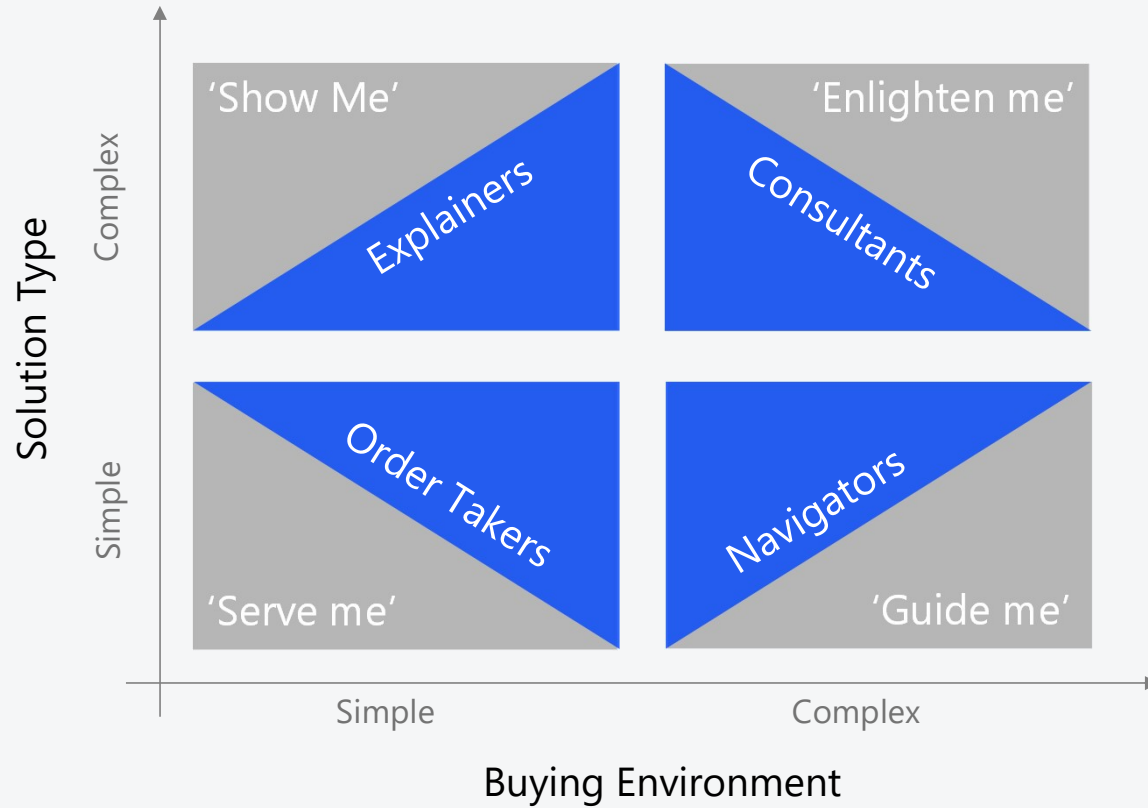 ‘Show Me’
‘Enlighten me’
Explainers
Consultants
Complex
Solution Type
Order Takers
Navigators
Simple
‘Serve me’
‘Guide me’
Simple
Complex
Buying Environment